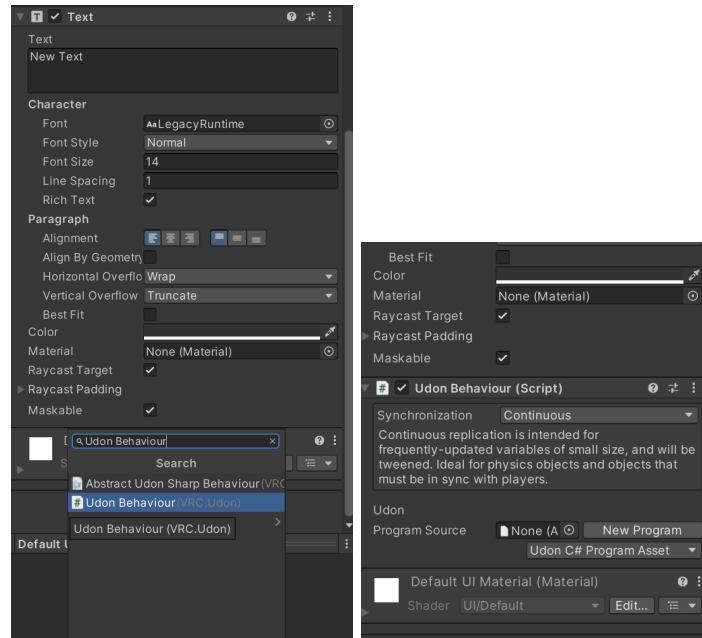 Text
Text
New Text
Character
Font
Aa LegacyRuntime
Font Style
Normal
Font Size
14
Line Spacing
1
Rich Text
Paragraph
Alignment
Align By Geometry
Horizontal Overflo
Wrap
Vertical Overflow
Truncate
Best Fit
Color
Material
None (Material)
Raycast Target
Raycast Padding
Maskable
Udon Behaviour
Search
Abstract Udon Sharp Behaviour (VRC
Udon Behaviour (VRC.Udon)
Udon Behaviour (VRC.Udon)
Default U
Best Fit
Color
Material
None (Material)
Raycast Target
Raycast Padding
Maskable
# Udon Behaviour (Script)
Synchronization
Continuous
Continuous replication is intended for
frequently-updated variables of small size, and will be
tweened. Ideal for physics objects and objects that
must be in sync with players.
Udon
Program Source
None (A
New Program
Udon C# Program Asset
Default UI Material (Material)
Shader
UI/Default
Edit...